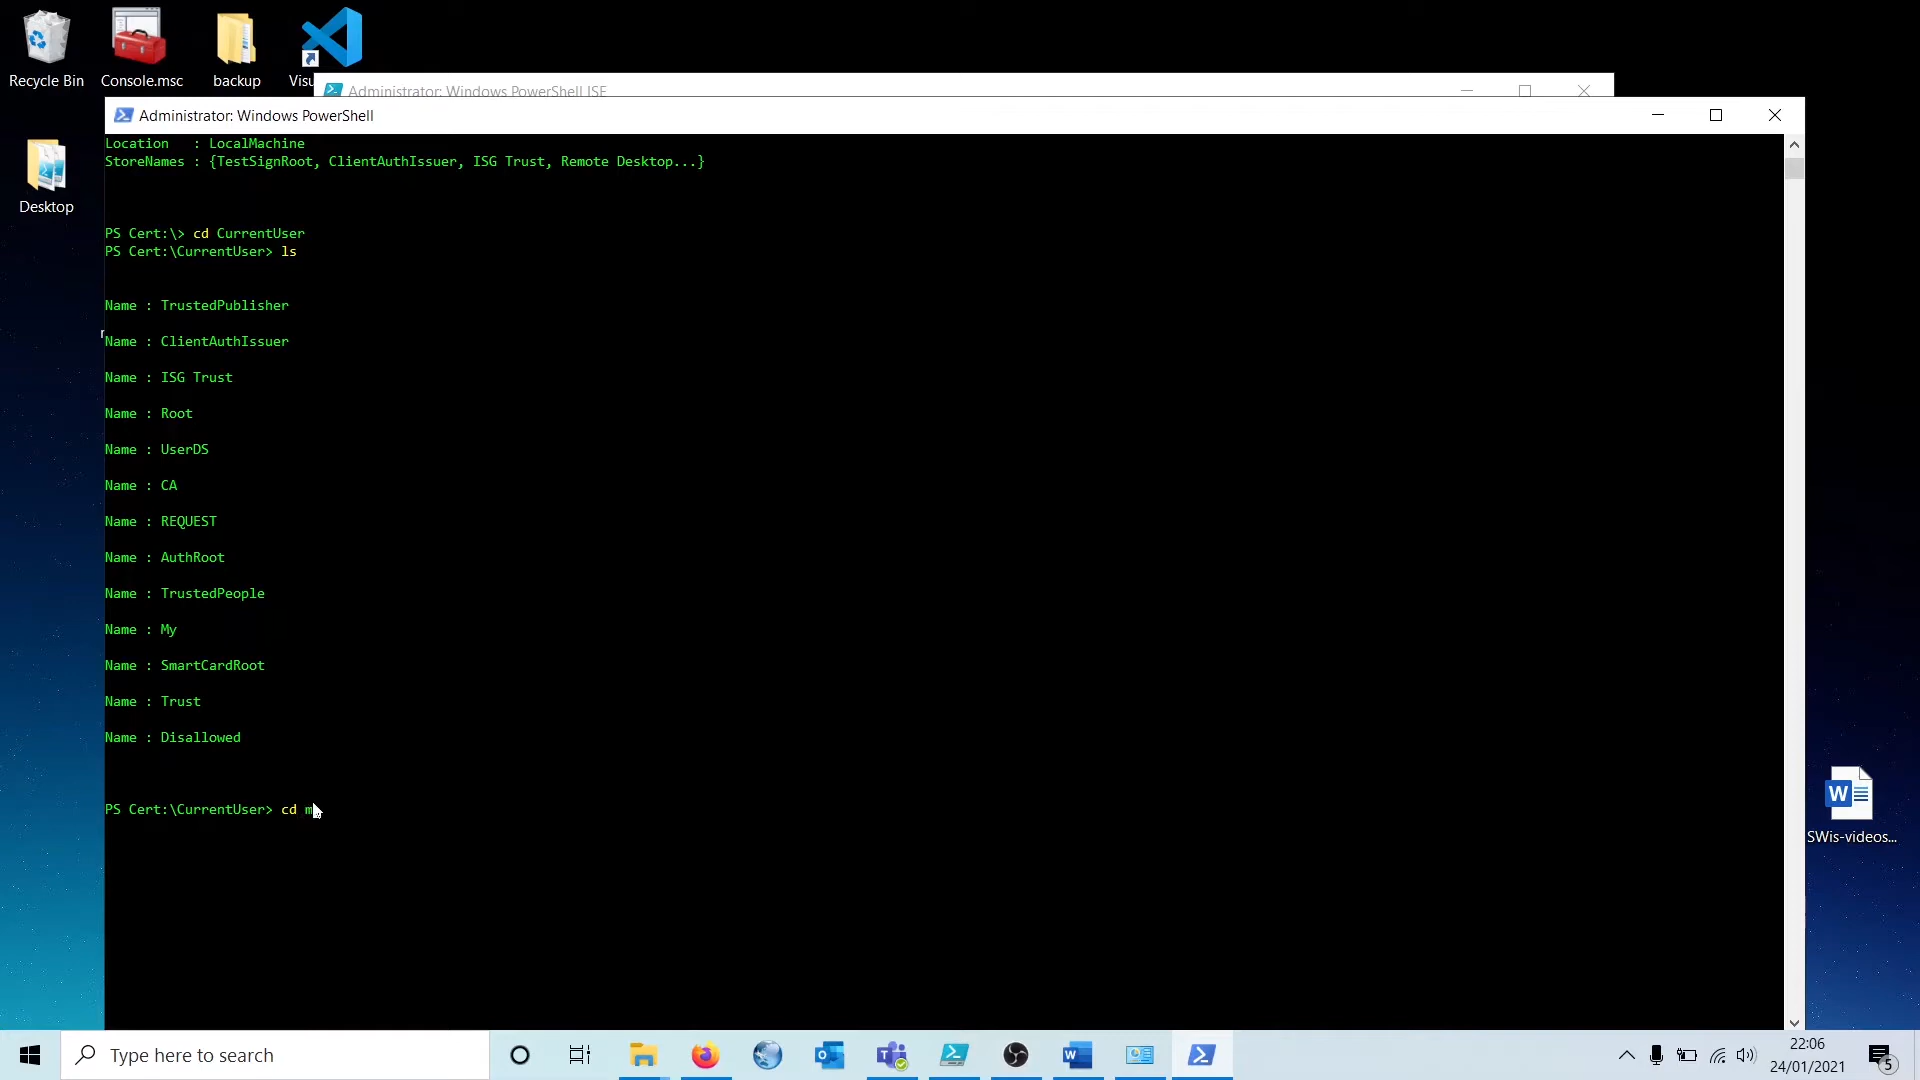 Recycle Bin
Console.msc
backup
Visu
Administrator: Windows PowerShell ISE
Administrator: Windows PowerShell
Desktop
Location   : LocalMachine
StoreNames : {TestSignRoot, ClientAuthIssuer, ISG Trust, Remote Desktop...}
PS Cert:\> cd CurrentUser
PS Cert:\CurrentUser> ls
Name : TrustedPublisher
Name : ClientAuthIssuer
Name : ISG Trust
Name : Root
Name : UserDS
Name : CA
Name : REQUEST
Name : AuthRoot
Name : TrustedPeople
Name : My
Name : SmartCardRoot
Name : Trust
Name : Disallowed
PS Cert:\CurrentUser> cd m
SWis-videos...
Type here to search
22:06
24/01/2021
5